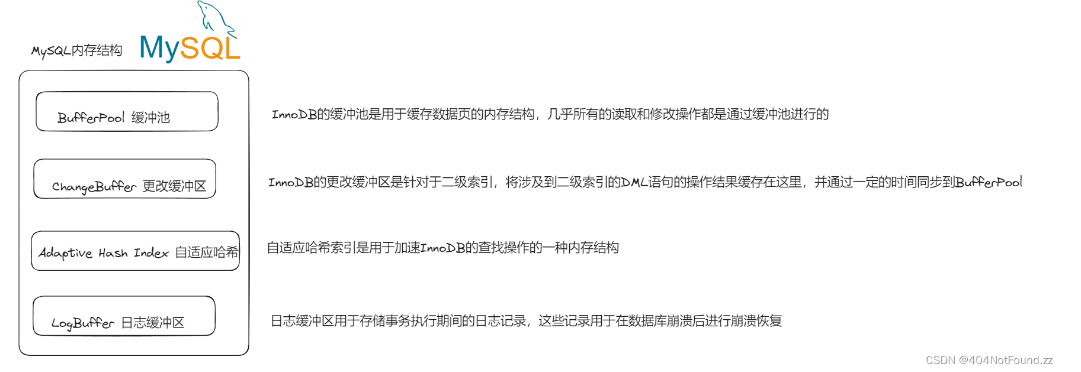 MySQL内存结构
MySQL
BufferPool 缓冲池
InnoDB的缓冲池是用于缓存数据页的内存结构，几乎所有的读取和修改操作都是通过缓冲池进行的
ChangeBuffer 更改缓冲区
InnoDB的更改缓冲区是针对于二级索引，将涉及到二级索引的DML语句的操作结果缓存在这里，并通过一定的时间同步到BufferPool
Adaptive Hash Index 自适应哈希
自适应哈希索引是用于加速InnoDB的查找操作的一种内存结构
LogBuffer 日志缓冲区
日志缓冲区用于存储事务执行期间的日志记录，这些记录用于在数据库崩溃后进行崩溃恢复
CSDN @404NotFound.zz